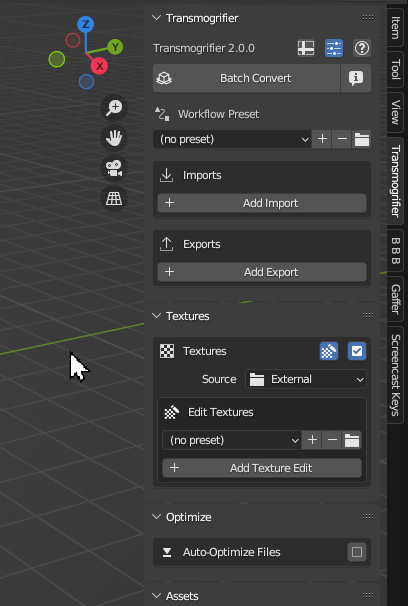 Z
Y
X
Transmogrifier
Transmogrifier 2.0.0
Batch Convert
Workflow Preset
(no preset)
Imports
Add Import
Exports
Add Export
Textures
Textures
Source External
Edit Textures
(no preset)
Add Texture Edit
Optimize
Auto-Optimize Files
Assets
Item
Tool
View
Transmogrifier
B B B
Gaffer
Screencast Keys